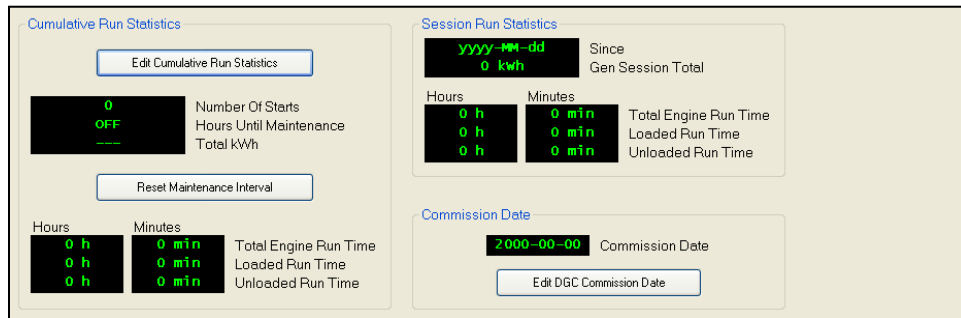 Cumulative Run Statistics
Edit Cumulative Run Statistics
0 Number Of Starts
OFF Hours Until Maintenance
--- Total kWh
Reset Maintenance Interval
Hours Minutes
0 h 0 min Total Engine Run Time
0 h 0 min Loaded Run Time
0 h 0 min Unloaded Run Time
Session Run Statistics
yyyy-MM-dd Since
0 kwh Gen Session Total
Hours Minutes
0 h 0 min Total Engine Run Time
0 h 0 min Loaded Run Time
0 h 0 min Unloaded Run Time
Commission Date
2000-00-00 Commission Date
Edit DGC Commission Date